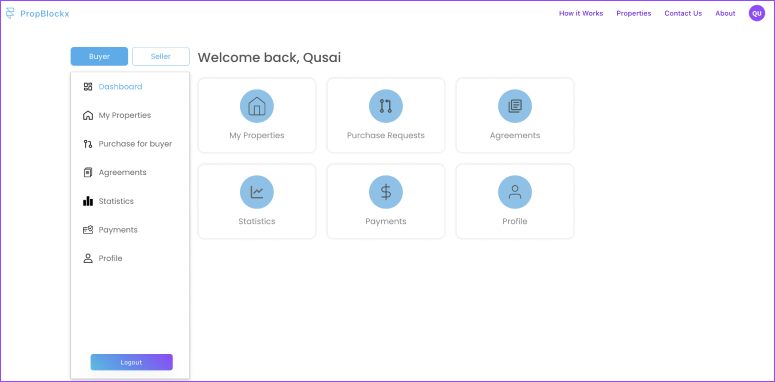 PropBlockx
How it Works Properties Contact Us About QU
Buyer Seller
Welcome back, Qusai
Dashboard
My Properties
Purchase for buyer
Agreements
Statistics
Payments
Profile
Logout
My Properties Purchase Requests Agreements
Statistics Payments Profile